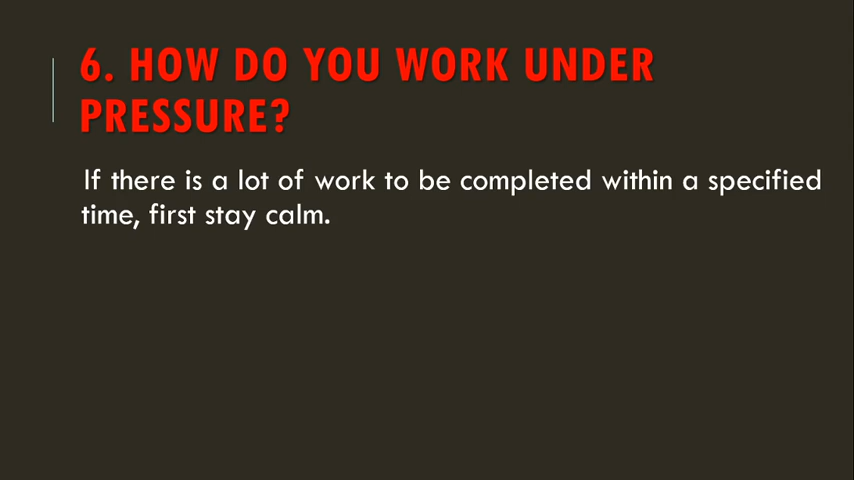 6. HOW DO YOU WORK UNDER
PRESSURE?
If there is a lot of work to be completed within a specified
time, first stay calm.